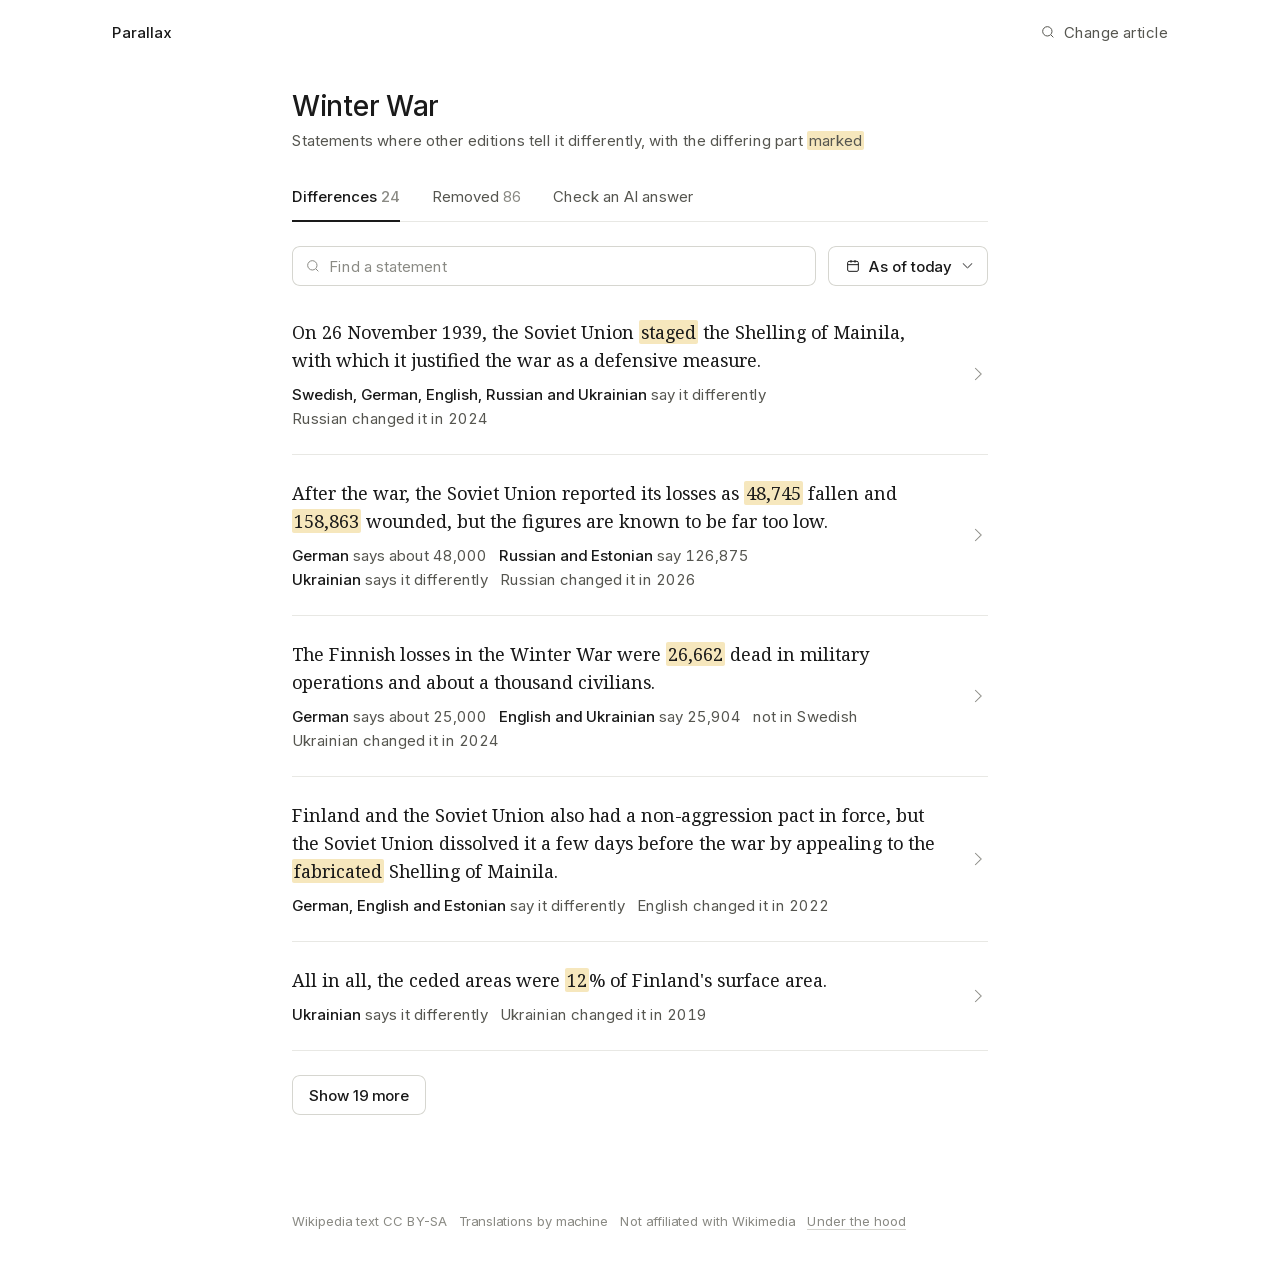 Parallax
Change article
Winter War
Statements where other editions tell it differently, with the differing part marked
Differences 24
Removed 86
Check an AI answer
Find a statement
As of today
On 26 November 1939, the Soviet Union staged the Shelling of Mainila,
with which it justified the war as a defensive measure.
Swedish, German, English, Russian and Ukrainian say it differently
Russian changed it in 2024
After the war, the Soviet Union reported its losses as 48,745 fallen and
158,863 wounded, but the figures are known to be far too low.
German says about 48,000 Russian and Estonian say 126,875
Ukrainian says it differently Russian changed it in 2026
The Finnish losses in the Winter War were 26,662 dead in military
operations and about a thousand civilians.
German says about 25,000 English and Ukrainian say 25,904 not in Swedish
Ukrainian changed it in 2024
Finland and the Soviet Union also had a non-aggression pact in force, but
the Soviet Union dissolved it a few days before the war by appealing to the
fabricated Shelling of Mainila.
German, English and Estonian say it differently English changed it in 2022
All in all, the ceded areas were 12% of Finland's surface area.
Ukrainian says it differently Ukrainian changed it in 2019
Show 19 more
Wikipedia text CC BY-SA Translations by machine Not affiliated with Wikimedia Under the hood